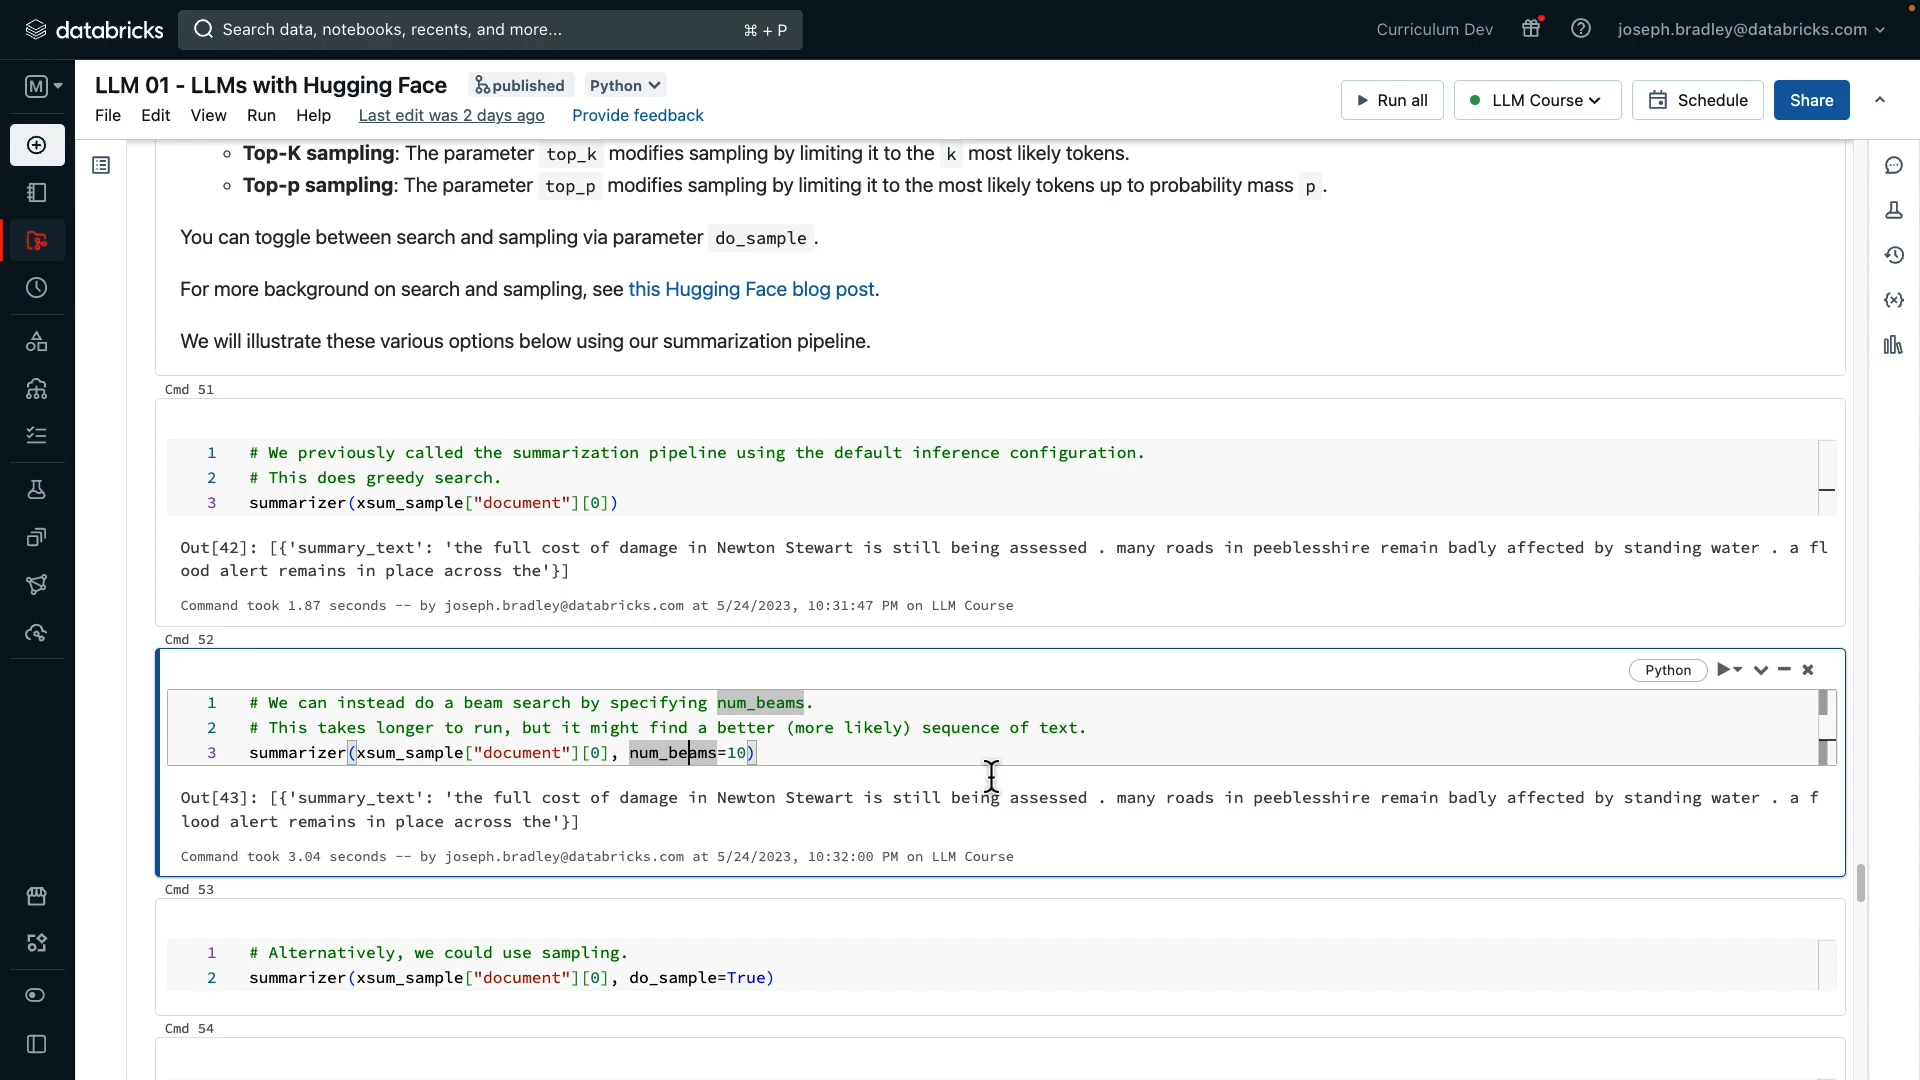 databricks
Search data, notebooks, recents, and more... ⌘ + P
Curriculum Dev
joseph.bradley@databricks.com
M
LLM 01 - LLMs with Hugging Face
published
Python
File Edit View Run Help Last edit was 2 days ago Provide feedback
Run all
LLM Course
Schedule
Share
Top-K sampling: The parameter top_k modifies sampling by limiting it to the k most likely tokens.
Top-p sampling: The parameter top_p modifies sampling by limiting it to the most likely tokens up to probability mass p .
You can toggle between search and sampling via parameter do_sample .
For more background on search and sampling, see this Hugging Face blog post.
We will illustrate these various options below using our summarization pipeline.
Cmd 51
1 # We previously called the summarization pipeline using the default inference configuration.
2 # This does greedy search.
3 summarizer(xsum_sample["document"][0])
Out[42]: [{'summary_text': 'the full cost of damage in Newton Stewart is still being assessed . many roads in peeblesshire remain badly affected by standing water . a fl
ood alert remains in place across the'}]
Command took 1.87 seconds -- by joseph.bradley@databricks.com at 5/24/2023, 10:31:47 PM on LLM Course
Cmd 52
Python
1 # We can instead do a beam search by specifying num_beams.
2 # This takes longer to run, but it might find a better (more likely) sequence of text.
3 summarizer(xsum_sample["document"][0], num_beams=10)
Out[43]: [{'summary_text': 'the full cost of damage in Newton Stewart is still being assessed . many roads in peeblesshire remain badly affected by standing water . a f
lood alert remains in place across the'}]
Command took 3.04 seconds -- by joseph.bradley@databricks.com at 5/24/2023, 10:32:00 PM on LLM Course
Cmd 53
1 # Alternatively, we could use sampling.
2 summarizer(xsum_sample["document"][0], do_sample=True)
Cmd 54